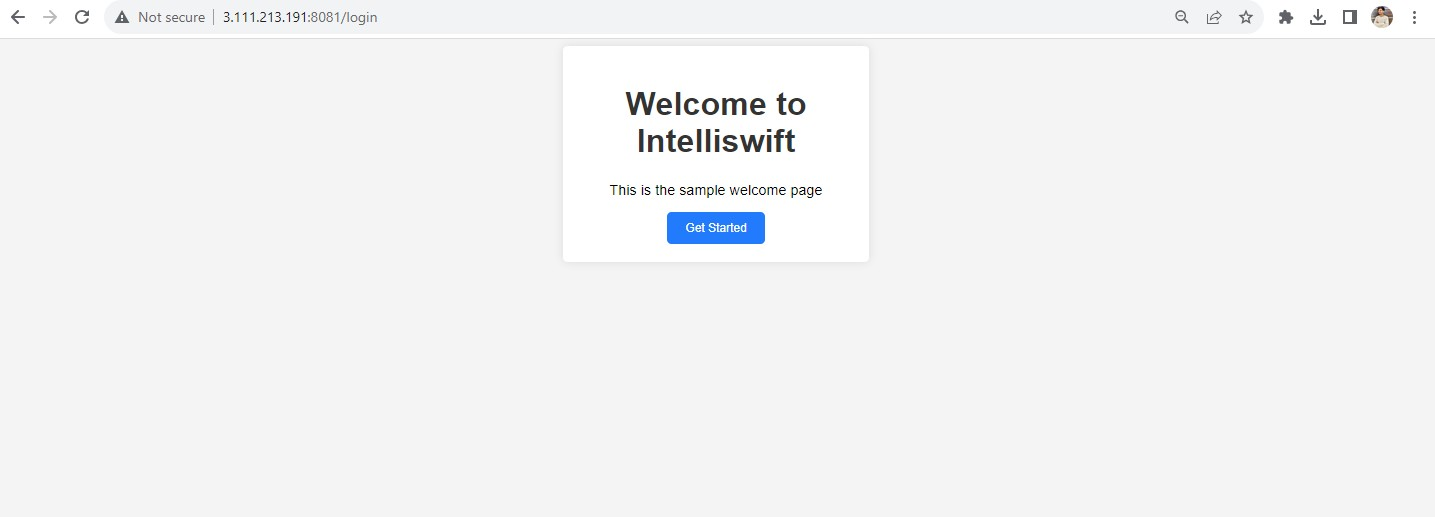 Not secure 3.111.213.191:8081/login
Welcome to
Intelliswift
This is the sample welcome page
Get Started